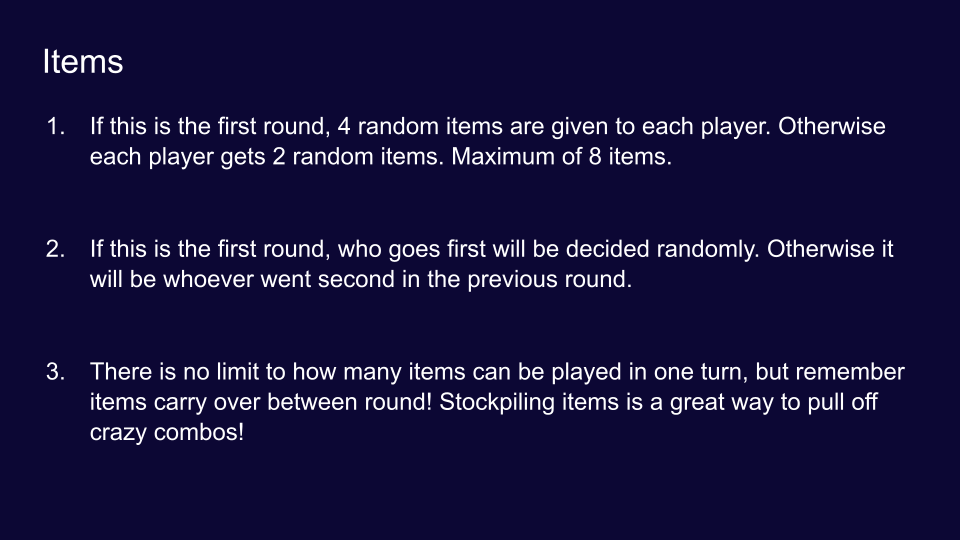 Items
1. If this is the first round, 4 random items are given to each player. Otherwise
each player gets 2 random items. Maximum of 8 items.
2. If this is the first round, who goes first will be decided randomly. Otherwise it
will be whoever went second in the previous round.
3. There is no limit to how many items can be played in one turn, but remember
items carry over between round! Stockpiling items is a great way to pull off
crazy combos!